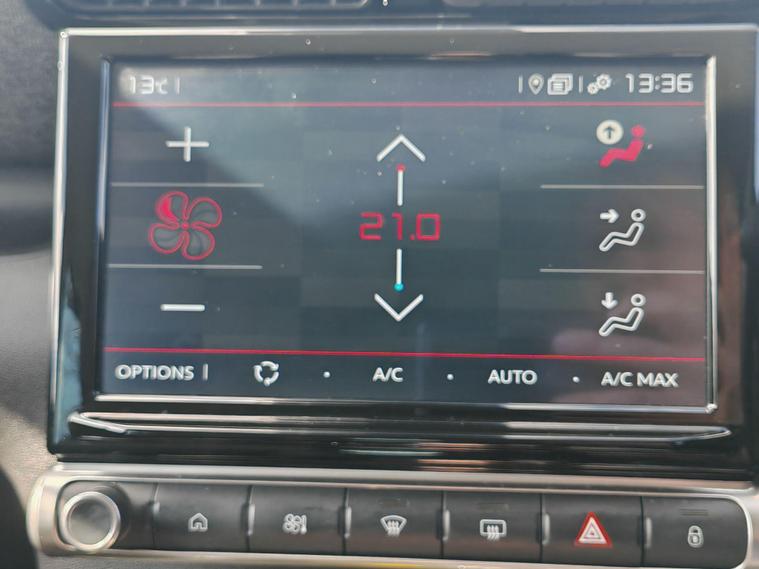 13°C 13:36
21.0
OPTIONS A/C AUTO A/C MAX